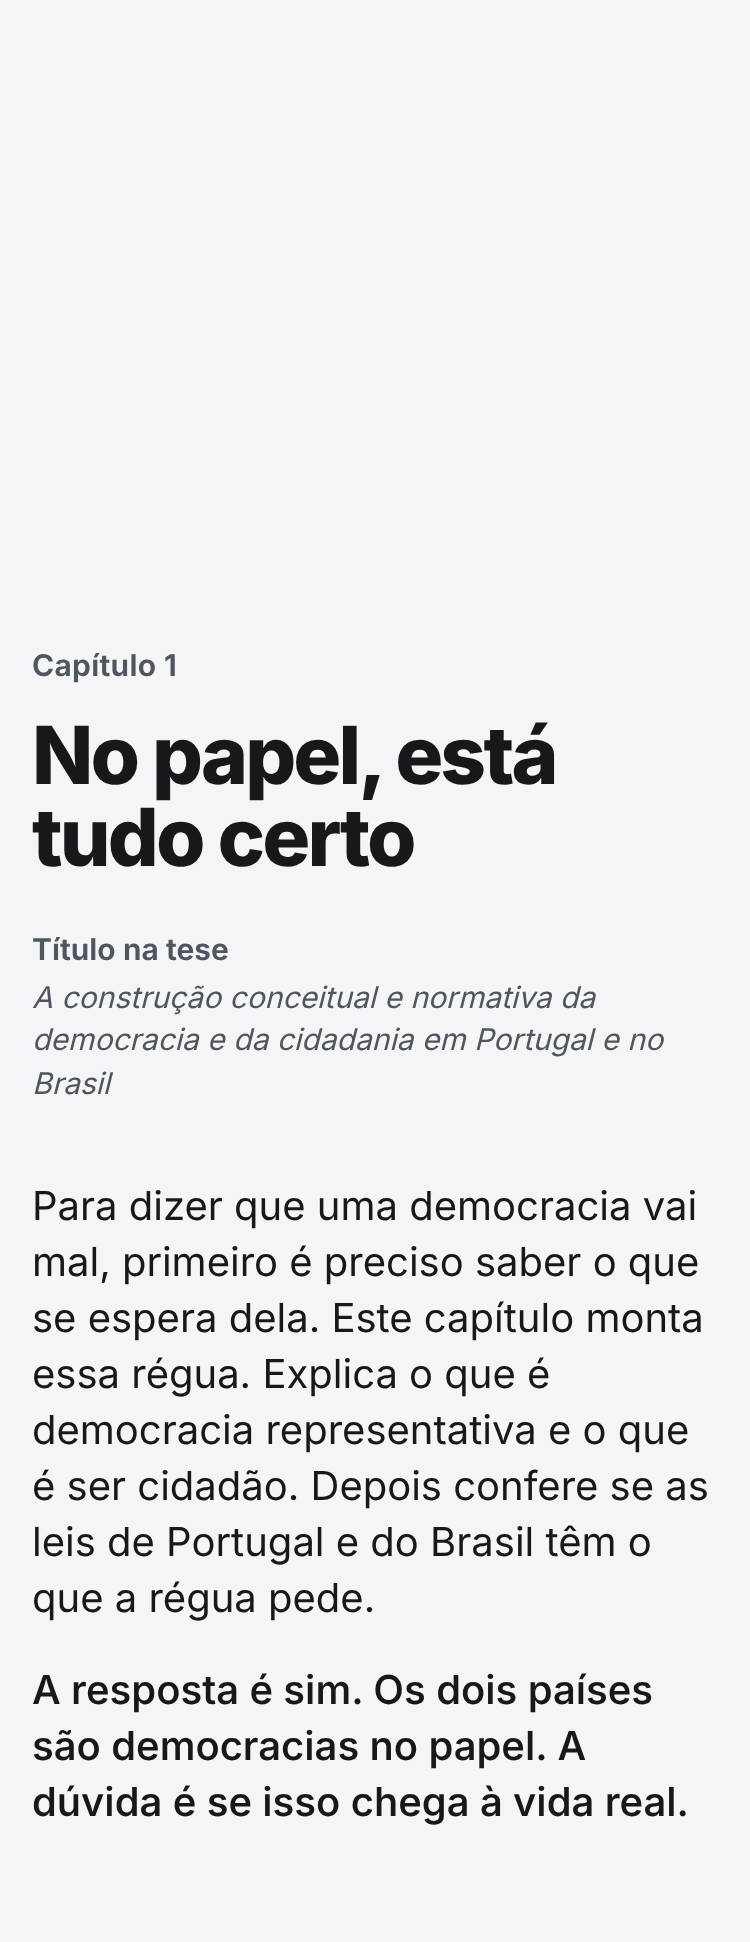 Capítulo 1
No papel, está
tudo certo
Título na tese
A construção conceitual e normativa da
democracia e da cidadania em Portugal e no
Brasil
Para dizer que uma democracia vai
mal, primeiro é preciso saber o que
se espera dela. Este capítulo monta
essa régua. Explica o que é
democracia representativa e o que
é ser cidadão. Depois confere se as
leis de Portugal e do Brasil têm o
que a régua pede.
A resposta é sim. Os dois países
são democracias no papel. A
dúvida é se isso chega à vida real.